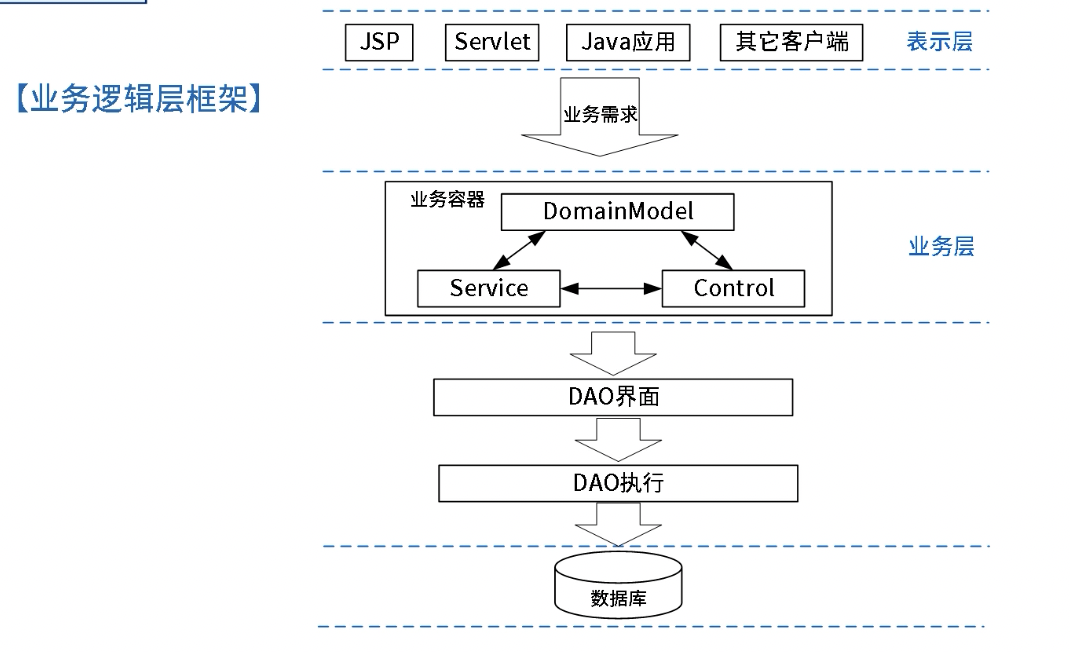 JSP Servlet Java应用 其它客户端 表示层
【业务逻辑层框架】
业务需求
业务容器
DomainModel
业务层
Service Control
DAO界面
DAO执行
数据库